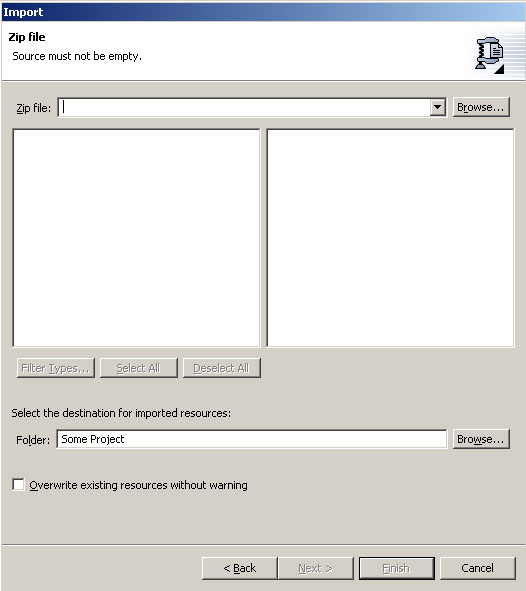 Import
Zip file
Source must not be empty.
Zip file:
Browse...
Filter Types...
Select All
Deselect All
Select the destination for imported resources:
Folder:
Some Project
Browse...
Overwrite existing resources without warning
< Back
Next >
Finish
Cancel